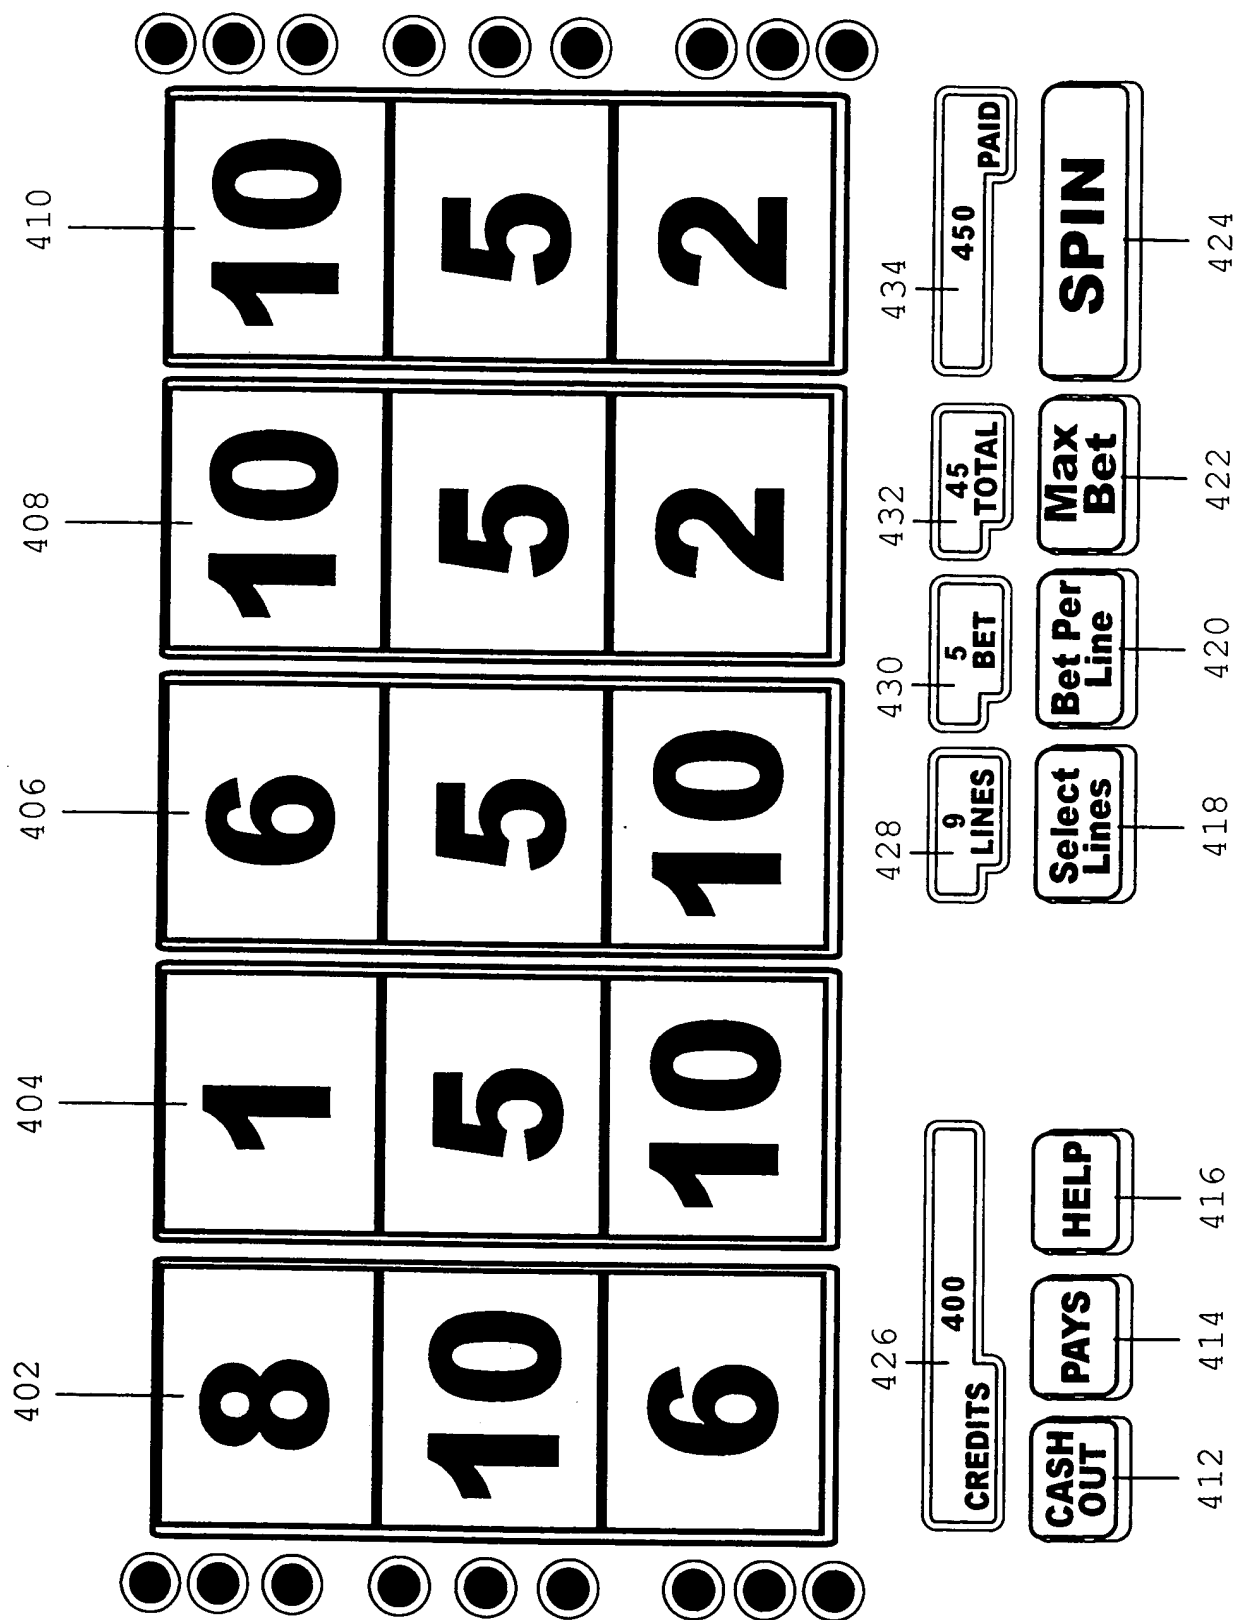 402 404 406 408 410
8 1 6 10 10
10 5 5 5 5
6 10 10 2 2
426 428 430 432 434
400 9 5 45 450
CREDITS LINES BET TOTAL PAID
CASH
OUT
PAYS
HELP
Select
Lines
Bet Per
Line
Max
Bet
SPIN
412 414 416 418 420 422 424